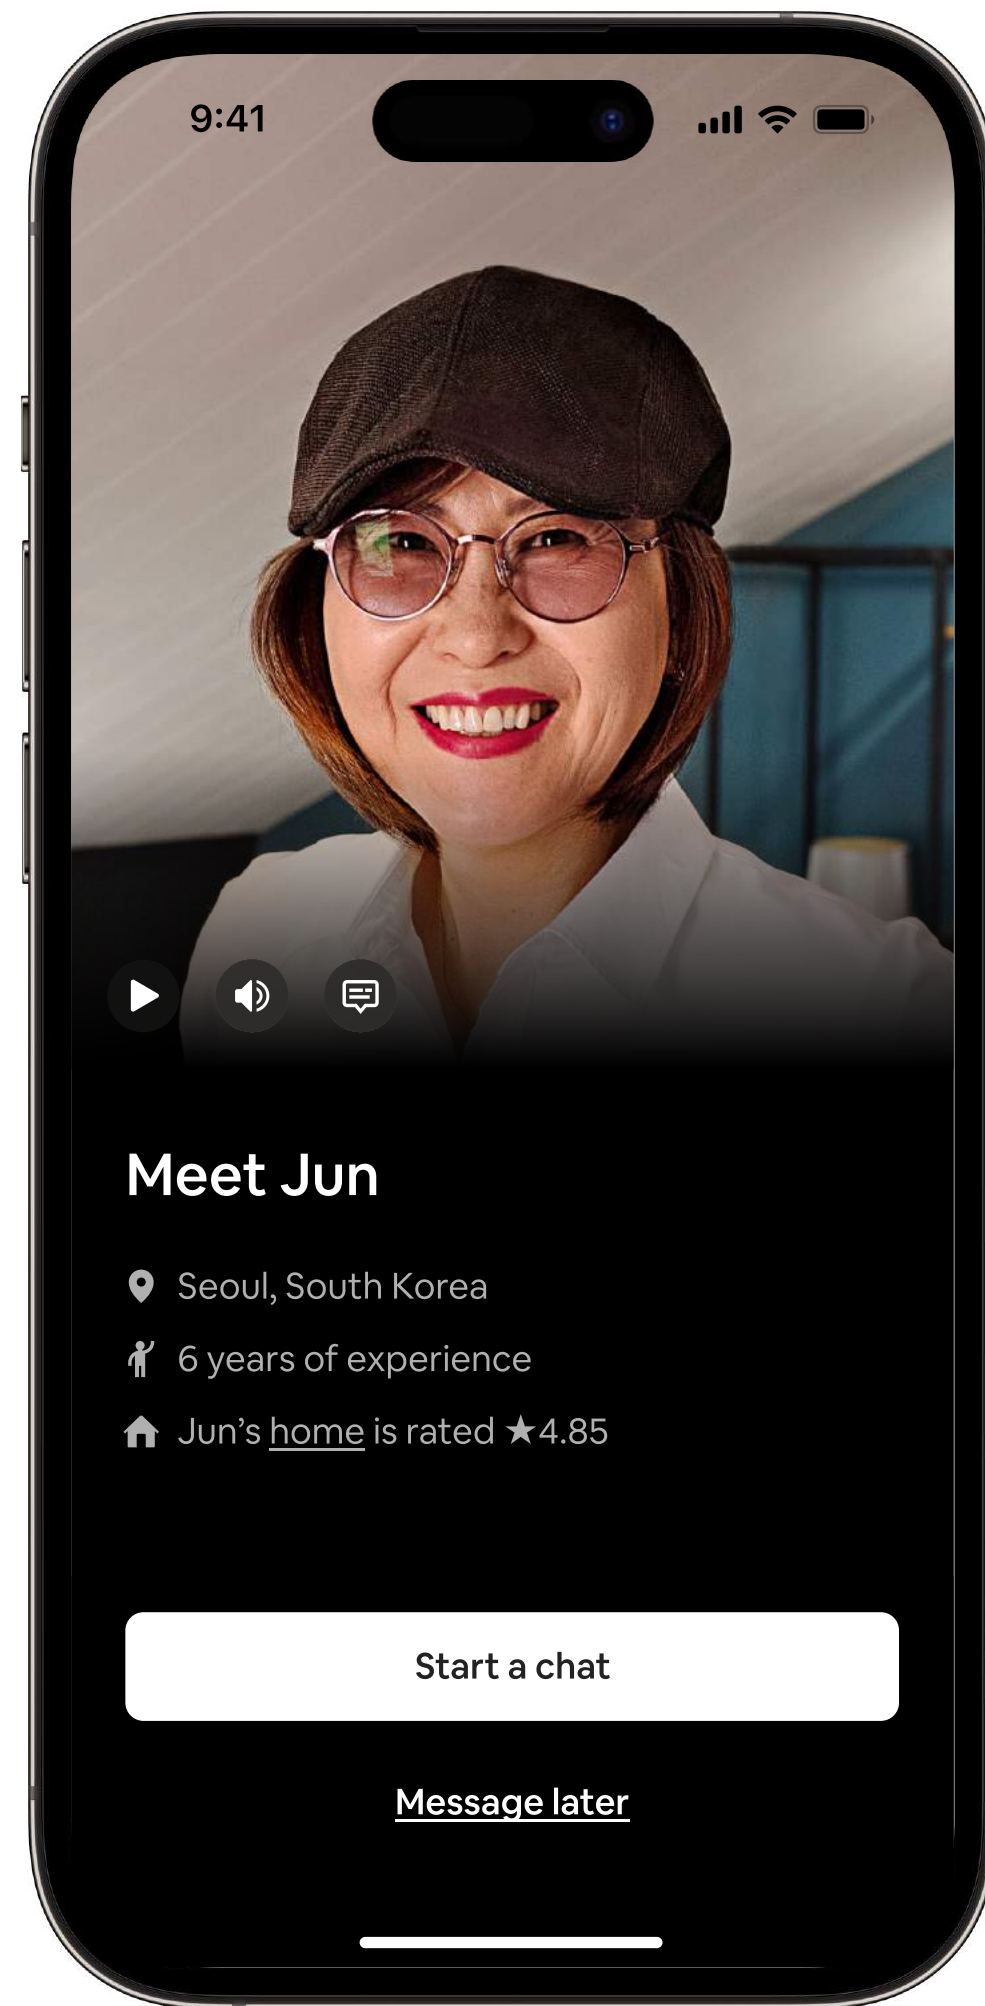 9:41
Meet Jun
Seoul, South Korea
6 years of experience
Jun’s home is rated ★4.85
Start a chat
Message later